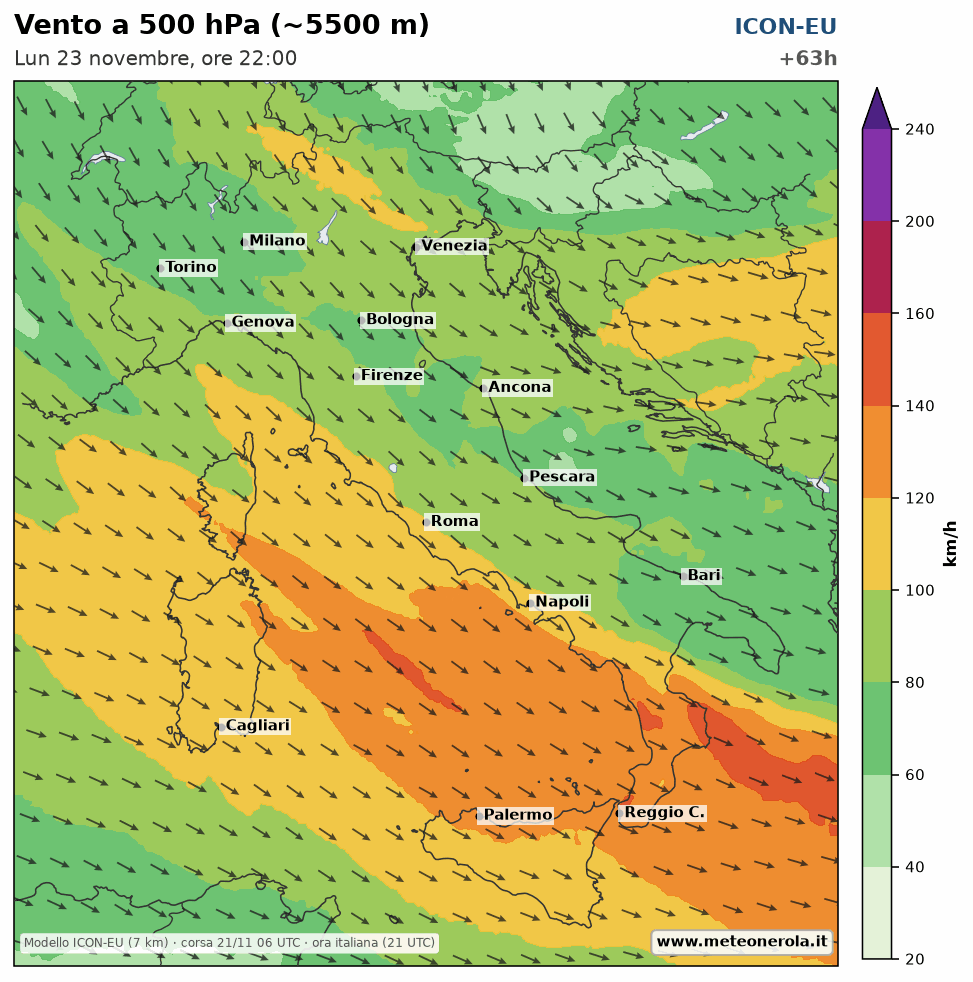 Vento a 500 hPa (~5500 m)
ICON-EU
Lun 23 novembre, ore 22:00
+63h
Milano
Venezia
Torino
Genova
Bologna
Firenze
Ancona
Pescara
Roma
Bari
Napoli
Cagliari
Palermo
Reggio C.
240
200
160
140
120
100
80
60
40
20
km/h
Modello ICON-EU (7 km) · corsa 21/11 06 UTC · ora italiana (21 UTC)
www.meteonerola.it